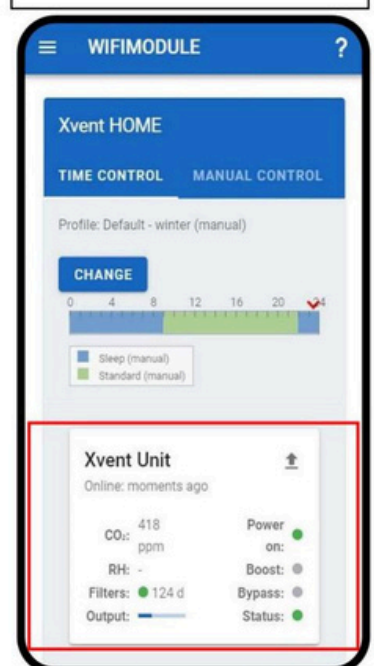 WIFIMODULE ?
Xvent HOME
TIME CONTROL MANUAL CONTROL
Profile: Default - winter (manual)
CHANGE
0 4 8 12 16 20 24
Sleep (manual)
Standard (manual)
Xvent Unit
Online: moments ago
CO₂: 418 ppm Power on:
RH: - Boost:
Filters: 124 d Bypass:
Output: Status: